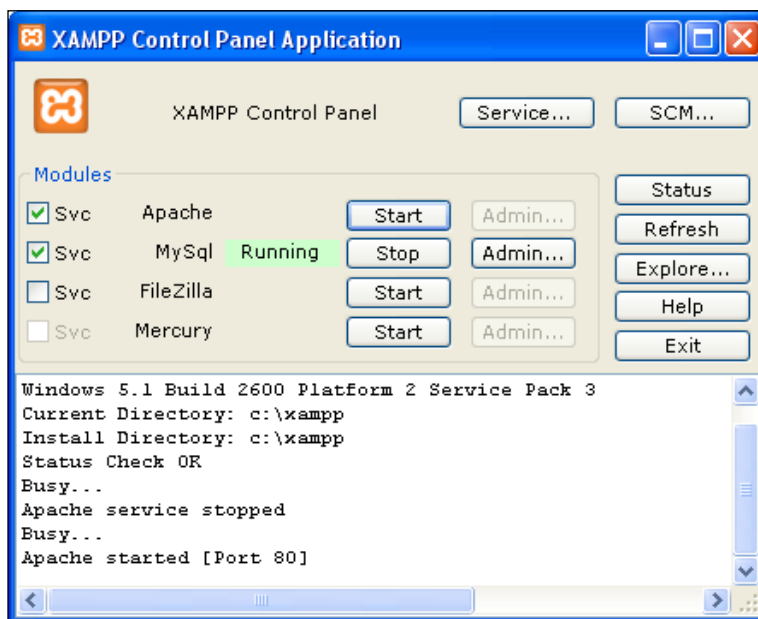 XAMPP Control Panel Application
XAMPP Control Panel Service... SCM...
Modules
Svc Apache Start Admin...
Svc MySql Running Stop Admin...
Svc FileZilla Start Admin...
Svc Mercury Start Admin...
Status
Refresh
Explore...
Help
Exit
Windows 5.1 Build 2600 Platform 2 Service Pack 3
Current Directory: c:\xampp
Install Directory: c:\xampp
Status Check OK
Busy...
Apache service stopped
Busy...
Apache started [Port 80]